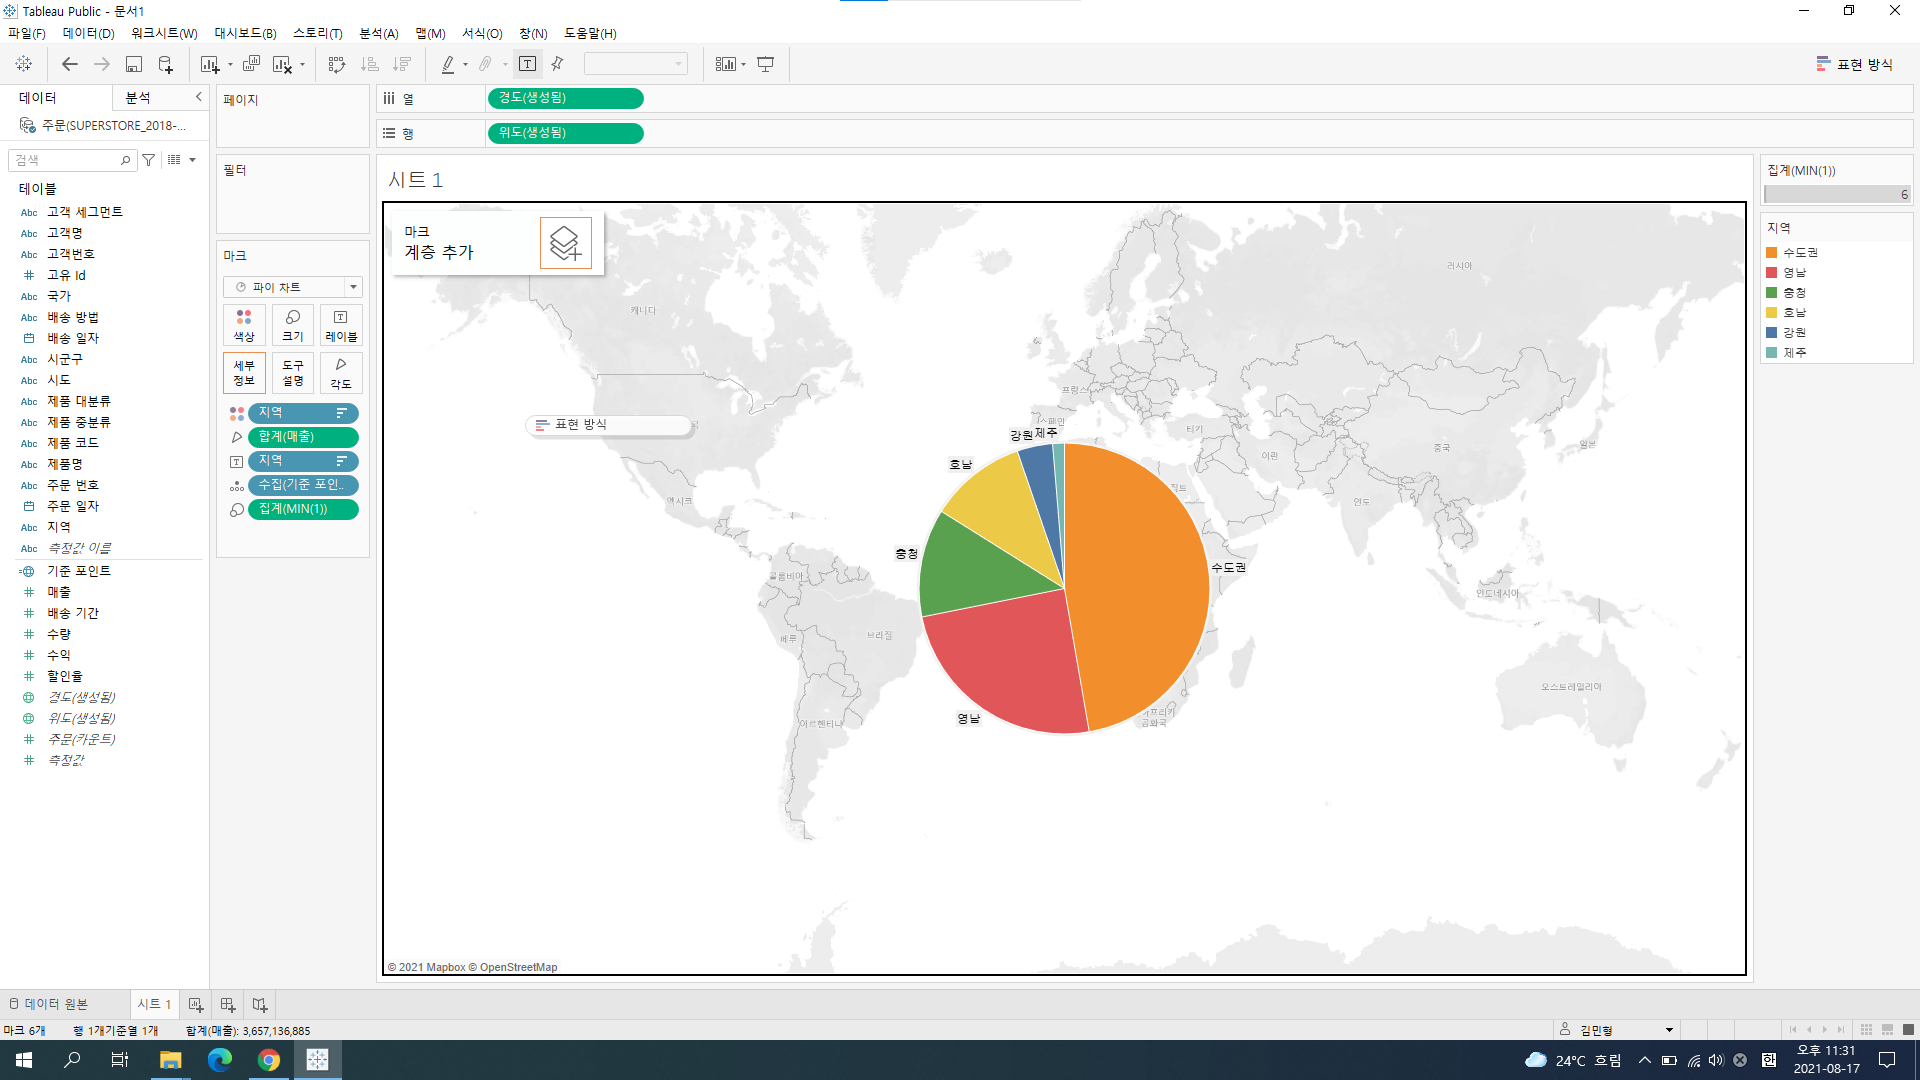 Tableau Public - 문서1
파일(F) 데이터(D) 워크시트(W) 대시보드(B) 스토리(T) 분석(A) 맵(M) 서식(O) 창(N) 도움말(H)
표현 방식
데이터 분석
주문(SUPERSTORE_2018-...
검색
테이블
Abc 고객 세그먼트
Abc 고객명
Abc 고객번호
# 고유 Id
Abc 국가
Abc 배송 방법
배송 일자
Abc 시군구
Abc 시도
Abc 제품 대분류
Abc 제품 중분류
Abc 제품 코드
Abc 제품명
Abc 주문 번호
주문 일자
Abc 지역
Abc 측정값 이름
기준 포인트
# 매출
# 배송 기간
# 수량
# 수익
# 할인율
경도(생성됨)
위도(생성됨)
# 주문(카운트)
# 측정값
페이지
필터
마크
파이 차트
색상 크기 레이블
세부 정보 도구 설명 각도
지역
합계(매출)
지역
수집(기준 포인..
집계(MIN(1))
열 경도(생성됨)
행 위도(생성됨)
시트 1
마크
계층 추가
표현 방식
캐나다
러시아
프랑스
스페인
터키
이란
중국
일본
인도
멕시코
콜롬비아
인도네시아
브라질
페루
오스트레일리아
아르헨티나
아프리카
공화국
강원 제주
호남
충청
수도권
영남
© 2021 Mapbox © OpenStreetMap
집계(MIN(1))
6
지역
수도권
영남
충청
호남
강원
제주
데이터 원본 시트 1
마크 6개 행 1개기준열 1개 합계(매출): 3,657,136,885
김민형
24°C 흐림
한
오후 11:31
2021-08-17